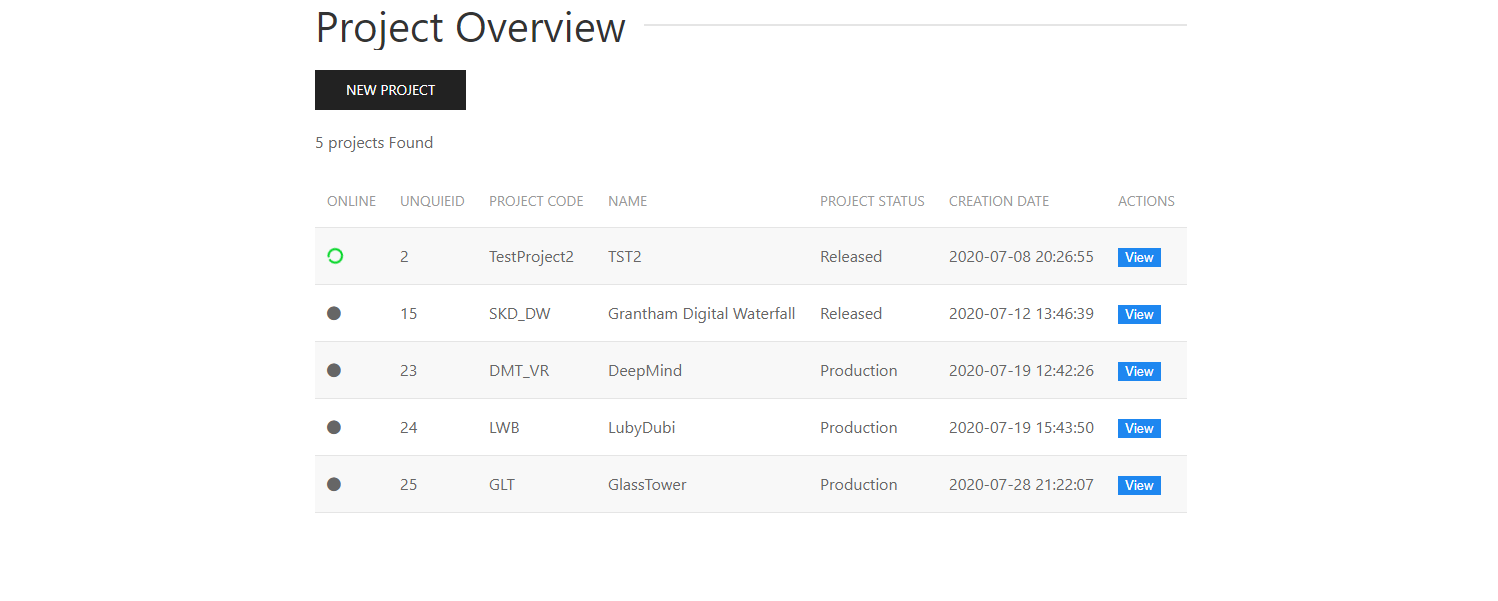 Project Overview
NEW PROJECT
5 projects Found
ONLINE UNQUIEID PROJECT CODE NAME PROJECT STATUS CREATION DATE ACTIONS
2 TestProject2 TST2 Released 2020-07-08 20:26:55 View
15 SKD_DW Grantham Digital Waterfall Released 2020-07-12 13:46:39 View
23 DMT_VR DeepMind Production 2020-07-19 12:42:26 View
24 LWB LubyDubi Production 2020-07-19 15:43:50 View
25 GLT GlassTower Production 2020-07-28 21:22:07 View